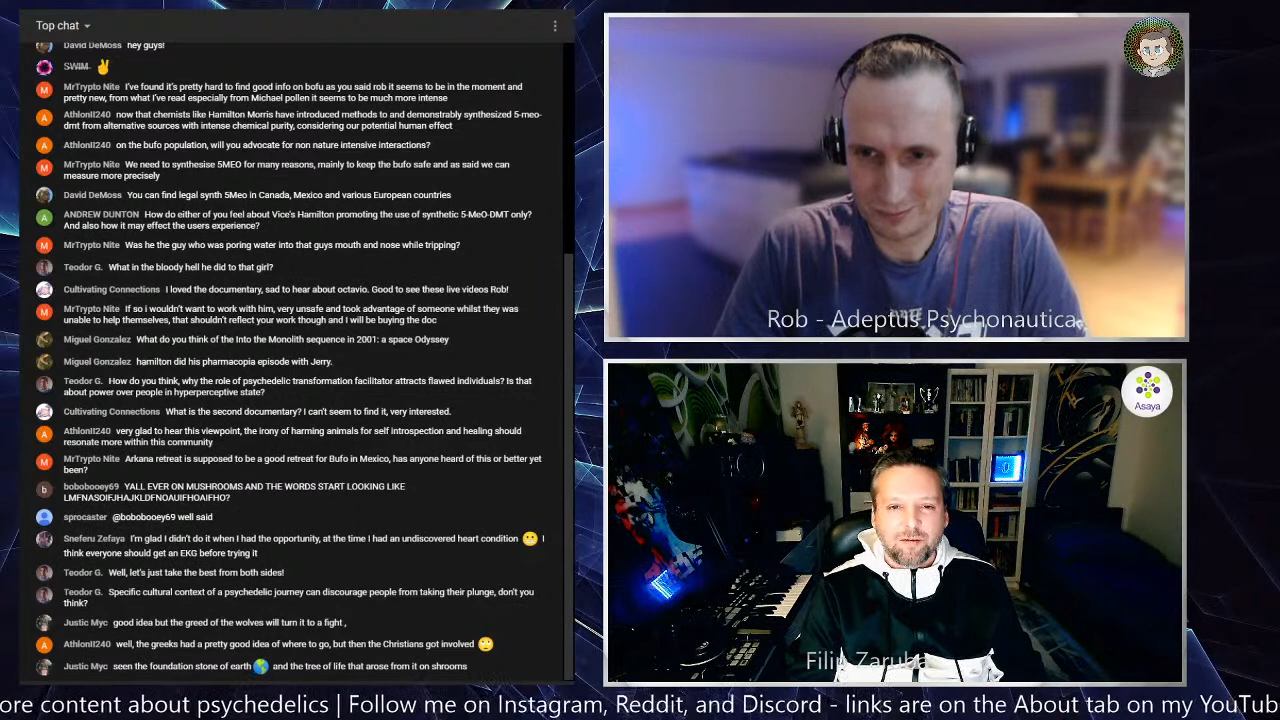 Top chat
David DeMoss hey guys!
SWIM
MrTrypto Nite I've found it's pretty hard to find good info on bofu as you said rob it seems to be in the moment and
pretty new, from what I've read especially from Michael pollen it seems to be much more intense
AthlonII240 now that chemists like Hamilton Morris have introduced methods to and demonstrably synthesized 5-meo-
dmt from alternative sources with intense chemical purity, considering our potential human effect
AthlonII240 on the bufo population, will you advocate for non nature intensive interactions?
MrTrypto Nite We need to synthesise 5MEO for many reasons, mainly to keep the bufo safe and as said we can
measure more precisely
David DeMoss You can find legal synth 5Meo in Canada, Mexico and various European countries
ANDREW DUNTON How do either of you feel about Vice's Hamilton promoting the use of synthetic 5-MeO-DMT only?
And also how it may effect the users experience?
MrTrypto Nite Was he the guy who was poring water into that guys mouth and nose while tripping?
Teodor G. What in the bloody hell he did to that girl?
Cultivating Connections I loved the documentary, sad to hear about octavio. Good to see these live videos Rob!
MrTrypto Nite If so i wouldn't want to work with him, very unsafe and took advantage of someone whilst they was
unable to help themselves, that shouldn't reflect your work though and I will be buying the doc
Miguel Gonzalez What do you think of the Into the Monolith sequence in 2001: a space Odyssey
Miguel Gonzalez hamilton did his pharmacopia episode with Jerry.
Teodor G. How do you think, why the role of psychedelic transformation facilitator attracts flawed individuals? Is that
about power over people in hyperperceptive state?
Cultivating Connections What is the second documentary? I can't seem to find it, very interested.
AthlonII240 very glad to hear this viewpoint, the irony of harming animals for self introspection and healing should
resonate more within this community
MrTrypto Nite Arkana retreat is supposed to be a good retreat for Bufo in Mexico, has anyone heard of this or better yet
been?
bobobooey69 YALL EVER ON MUSHROOMS AND THE WORDS START LOOKING LIKE
LMFNASOIFJHAJKLDFNOAUIFHOAIFHO?
sprocaster @bobobooey69 well said
Sneferu Zefaya I'm glad I didn't do it when I had the opportunity, at the time I had an undiscovered heart condition 😬 I
think everyone should get an EKG before trying it
Teodor G. Well, let's just take the best from both sides!
Teodor G. Specific cultural context of a psychedelic journey can discourage people from taking their plunge, don't you
think?
Justic Myc good idea but the greed of the wolves will turn it to a fight ,
AthlonII240 well, the greeks had a pretty good idea of where to go, but then the Christians got involved 🙄
Justic Myc seen the foundation stone of earth 🌎 and the tree of life that arose from it on shrooms
Rob - Adeptus Psychonautica
Asaya
Filip Zaruba
ore content about psychedelics | Follow me on Instagram, Reddit, and Discord - links are on the About tab on my YouTub